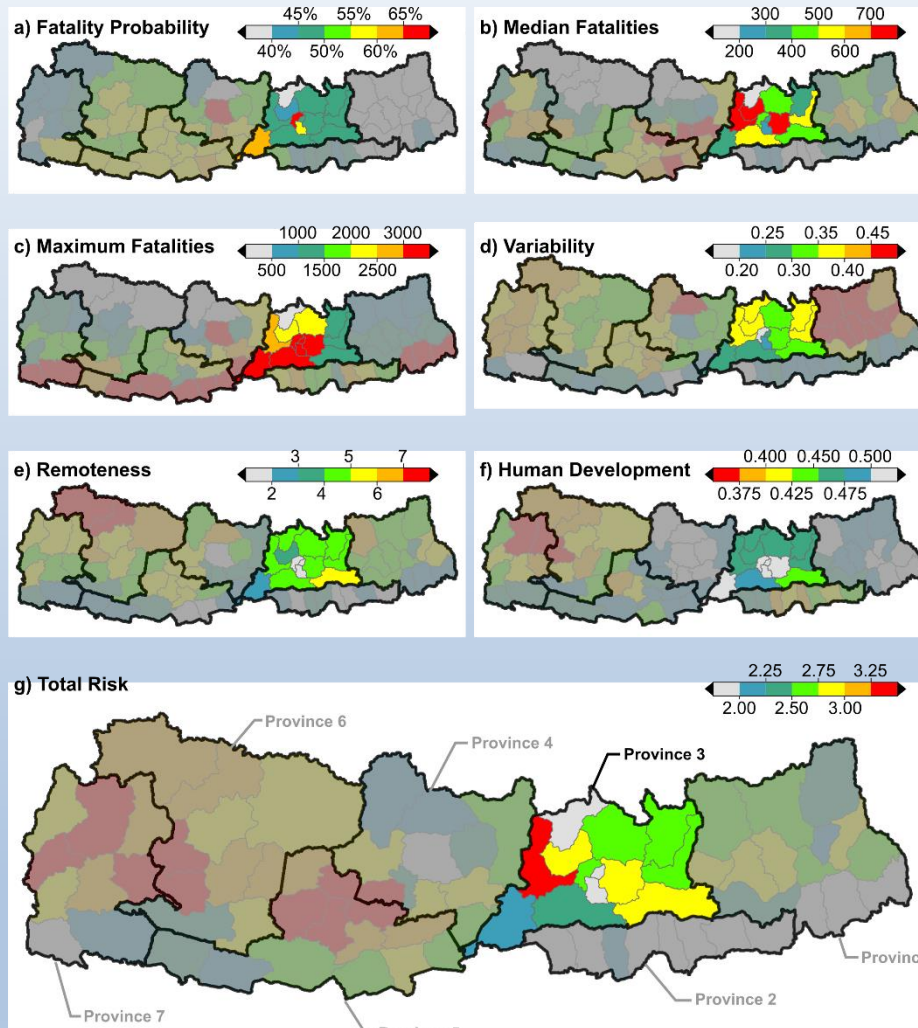 a) Fatality Probability
45% 55% 65%
40% 50% 60%
b) Median Fatalities
300 500 700
200 400 600
c) Maximum Fatalities
1000 2000 3000
500 1500 2500
d) Variability
0.25 0.35 0.45
0.20 0.30 0.40
e) Remoteness
3 5 7
2 4 6
f) Human Development
0.400 0.450 0.500
0.375 0.425 0.475
g) Total Risk
2.25 2.75 3.25
2.00 2.50 3.00
Province 6
Province 4
Province 3
Provinc
Province 2
Province 7